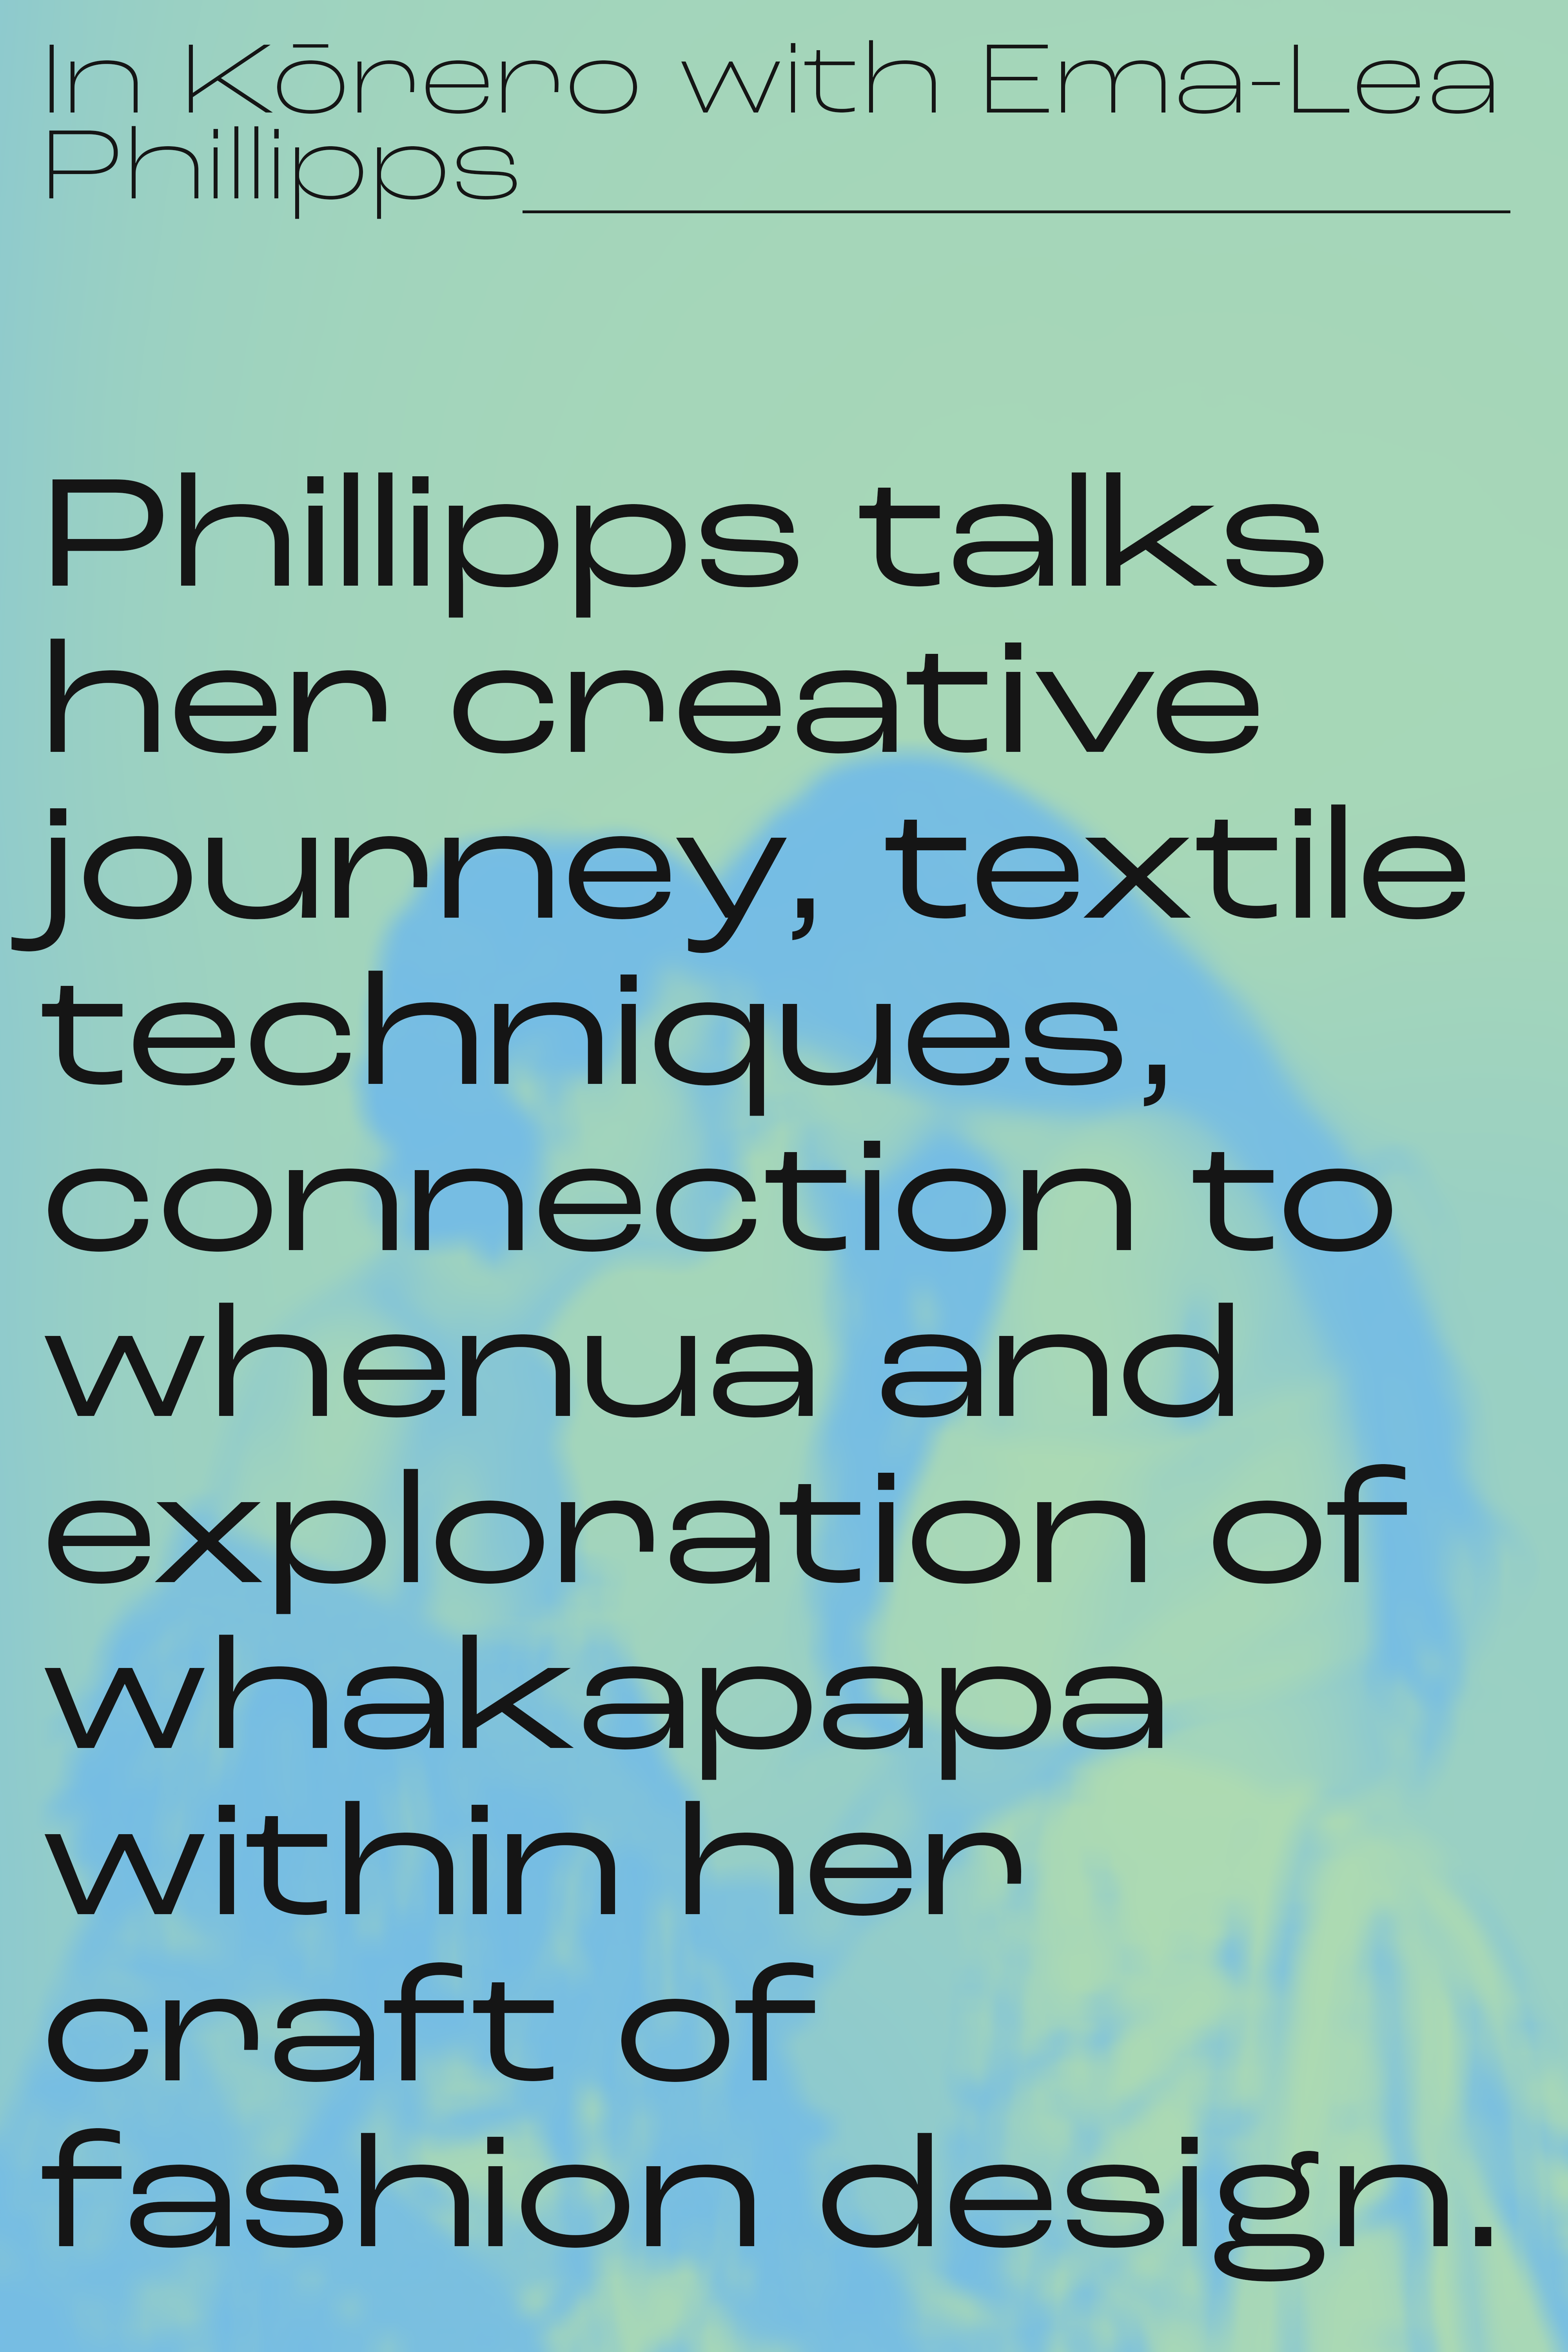 In Kōrero with Ema-Lea
Phillipps
Phillipps talks
her creative
journey, textile
techniques,
connection to
whenua and
exploration of
whakapapa
within her
craft of
fashion design.